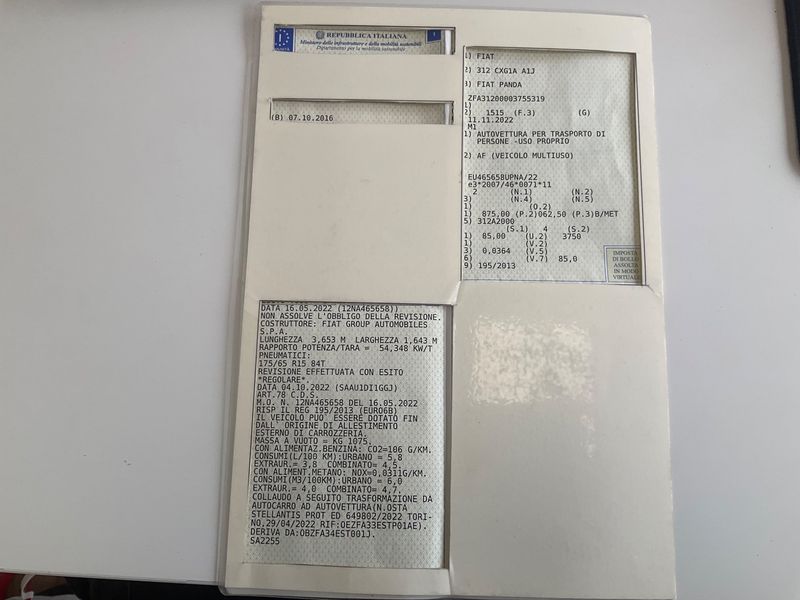 REPUBBLICA ITALIANA
Ministero delle infrastrutture e della mobilità sostenibili
Dipartimento per la mobilità sostenibile
(B) 07.10.2016
1) FIAT
2) 312 CXG1A A1J
3) FIAT PANDA
ZFA31200003755319
1)
2) 1515 (F.3) (G)
11.11.2022
M1
1) AUTOVETTURA PER TRASPORTO DI
PERSONE -USO PROPRIO
2) AF (VEICOLO MULTIUSO)
EU465658UPNA/22
e3*2007/46*0071*11
2 (N.1) (N.2)
3) (N.4) (N.5)
1) (O.2)
1) 875,00 (P.2)062,50 (P.3)B/MET
5) 312A2000
(S.1) 4 (S.2)
1) 85,00 (U.2) 3750
1) (V.2)
3) 0,0364 (V.5)
6) (V.7) 85,0
9) 195/2013
IMPOSTA
DI BOLLO
ASSOLTA
IN MODO
VIRTUALE
DATA 16.05.2022 (12NA465658))
NON ASSOLVE L'OBBLIGO DELLA REVISIONE.
COSTRUTTORE: FIAT GROUP AUTOMOBILES
S.P.A.
LUNGHEZZA 3,653 M LARGHEZZA 1,643 M
RAPPORTO POTENZA/TARA = 54,348 KW/T
PNEUMATICI:
175/65 R15 84T
REVISIONE EFFETTUATA CON ESITO
*REGOLARE*.
DATA 04.10.2022 (SAAU1DI1GGJ)
ART.78 C.D.S.
M.O. N. 12NA465658 DEL 16.05.2022
RISP IL REG 195/2013 (EURO6B)
IL VEICOLO PUO` ESSERE DOTATO FIN
DALL` ORIGINE DI ALLESTIMENTO
ESTERNO DI CARROZZERIA.
MASSA A VUOTO = KG 1075.
CON ALIMENTAZ.BENZINA: CO2=106 G/KM.
CONSUMI(L/100 KM):URBANO = 5,8
EXTRAUR.= 3,8 COMBINATO= 4,5.
CON ALIMENT.METANO: NOX=0,0311G/KM.
CONSUMI(M3/100KM):URBANO = 6,0
EXTRAUR.= 4,0 COMBINATO= 4,7.
COLLAUDO A SEGUITO TRASFORMAZIONE DA
AUTOCARRO AD AUTOVETTURA(N.OSTA
STELLANTIS PROT ED 649802/2022 TORI-
NO,29/04/2022 RIF:OEZFA33ESTP01AE).
DERIVA DA:OBZFA34EST001J.
SA2255